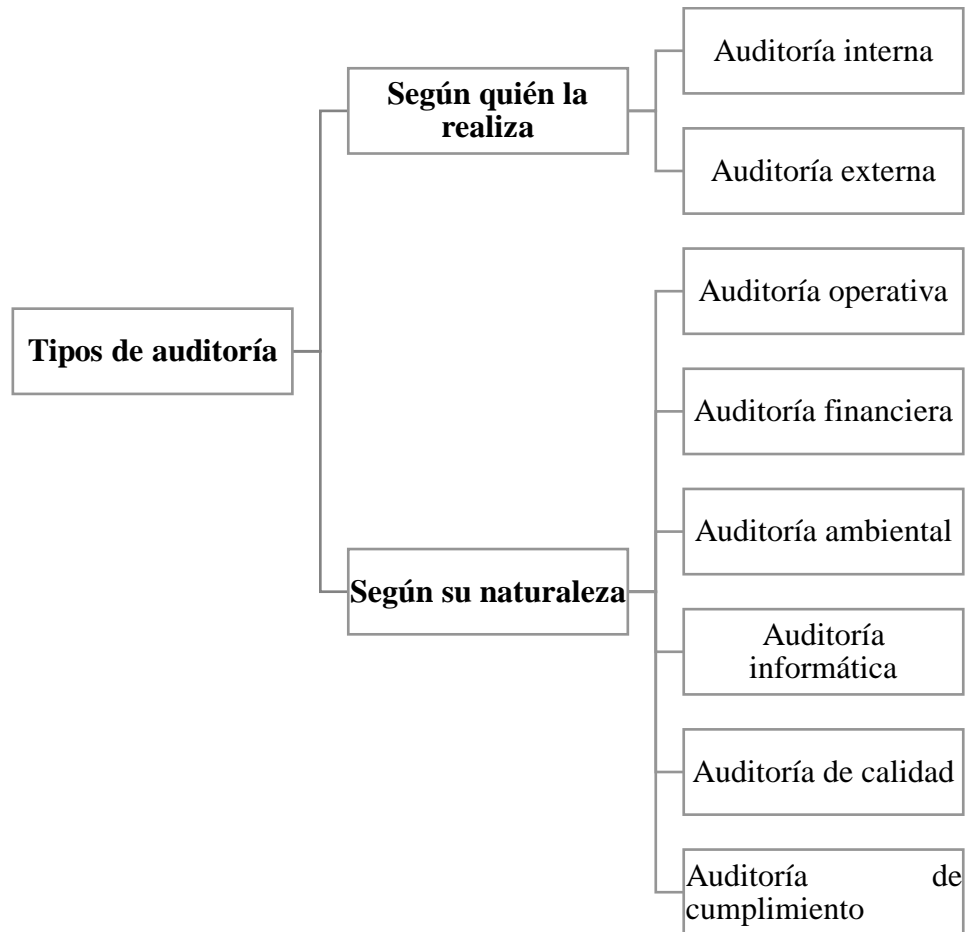 Tipos de auditoría
Según quién la
realiza
Auditoría interna
Auditoría externa
Según su naturaleza
Auditoría operativa
Auditoría financiera
Auditoría ambiental
Auditoría
informática
Auditoría de calidad
Auditoría de
cumplimiento